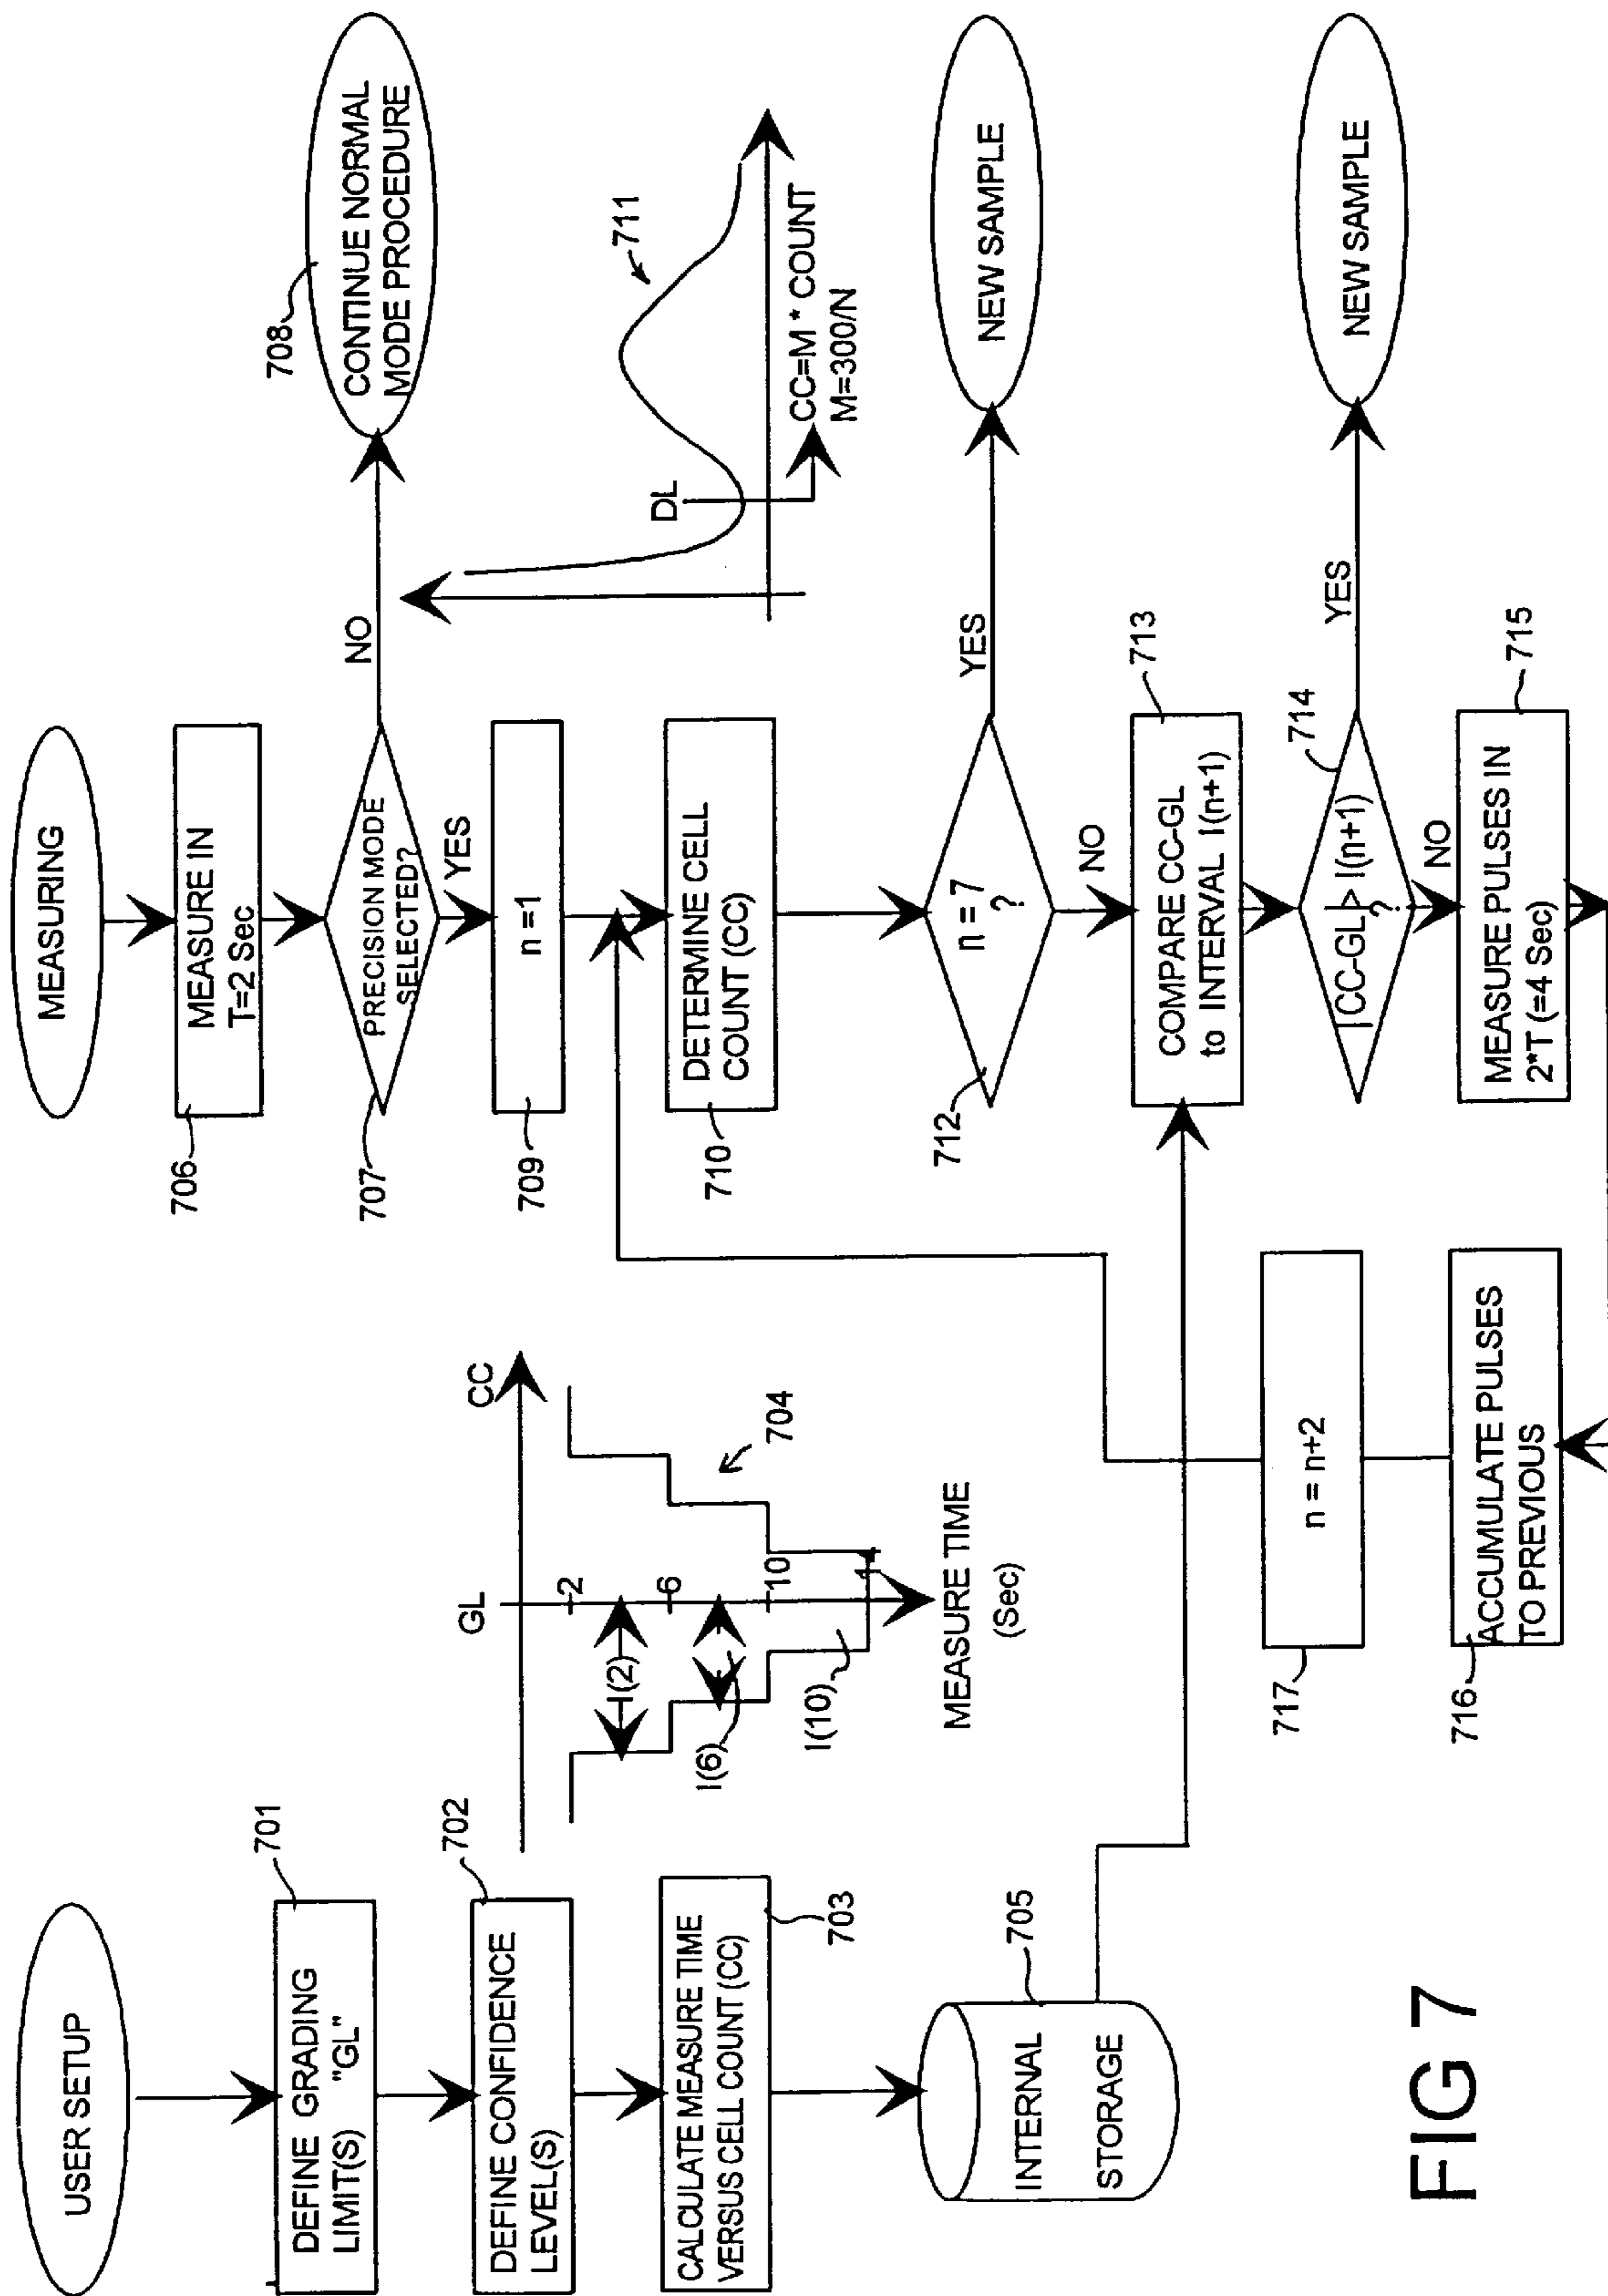 USER SETUP
701
DEFINE GRADING
LIMIT(S) "GL"
702
DEFINE CONFIDENCE
LEVEL(S)
CALCULATE MEASURE TIME
VERSUS CELL COUNT (CC)
703
INTERNAL
STORAGE
705
GL
CC
2
6
10
I(2)
I(6)
I(10)
704
MEASURE TIME
(Sec)
MEASURING
706
MEASURE IN
T=2 Sec
707
PRECISION MODE
SELECTED?
NO
YES
708
CONTINUE NORMAL
MODE PROCEDURE
709
n =1
710
DETERMINE CELL
COUNT (CC)
711
DL
CC=M * COUNT
M=300/N
712
n = 7
?
YES
NO
NEW SAMPLE
713
COMPARE CC-GL
to INTERVAL I(n+1)
714
|CC-GL|> I(n+1)
?
YES
NO
NEW SAMPLE
715
MEASURE PULSES IN
2*T (=4 Sec)
716
ACCUMULATE PULSES
TO PREVIOUS
717
n = n+2
FIG 7